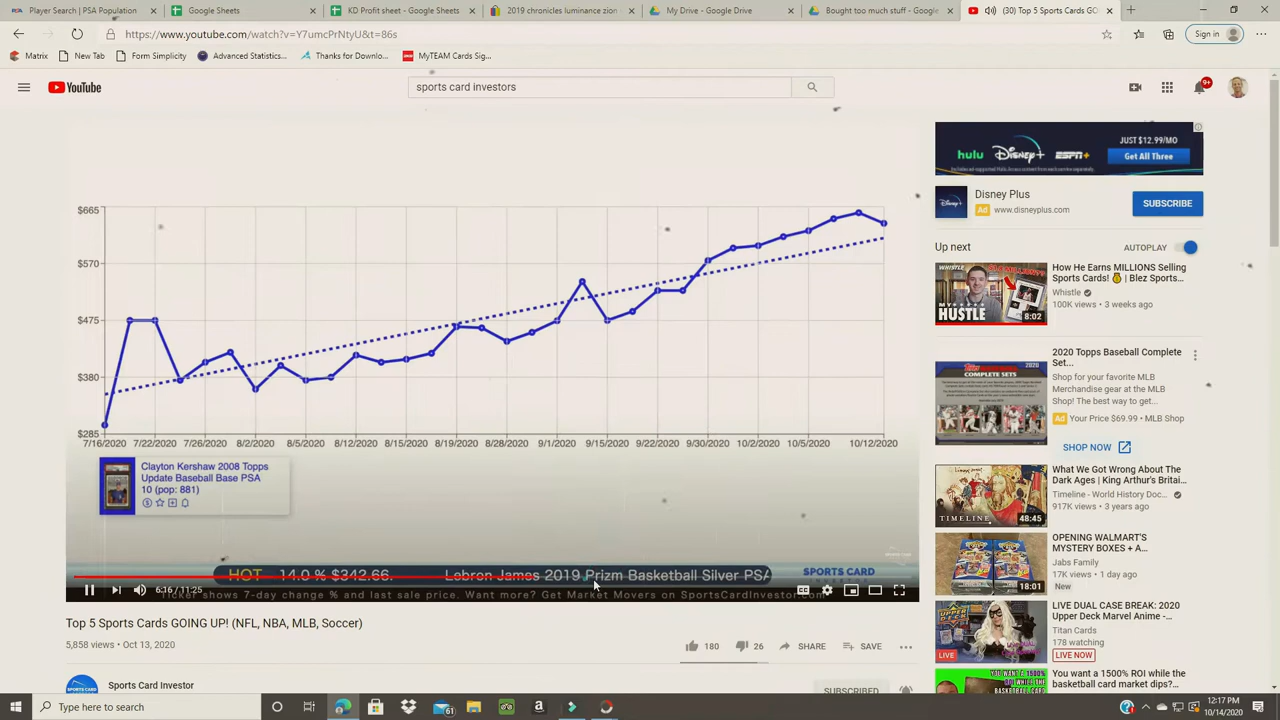 Player Search | PSA Population
Google Sheets
KD Profit sheet - Google Sheets
2019 chronicles luminance zion
My Drive - Google Drive
Bought too much stuff - Google
(30) Top 5 Sports Cards GO
https://www.youtube.com/watch?v=Y7umcPrNtyU&t=86s
Sign in
Matrix
New Tab
Form Simplicity
Advanced Statistics...
Thanks for Downlo...
MyTEAM Cards Sig...
YouTube
sports card investors
9+
hulu Disney+ ESPN+
JUST $12.99/MO
Get All Three
Disney Plus
Ad www.disneyplus.com
SUBSCRIBE
Up next
AUTOPLAY
$665
$570
$475
$380
$285
7/16/2020 7/22/2020 7/26/2020 8/2/2020 8/5/2020 8/12/2020 8/15/2020 8/19/2020 8/28/2020 9/1/2020 9/15/2020 9/22/2020 9/30/2020 10/2/2020 10/5/2020 10/12/2020
Clayton Kershaw 2008 Topps
Update Baseball Base PSA
10 (pop: 881)
HOT
Lebron James 2019 Prizm Basketball Silver PSA
SPORTS CARD
Ticker shows 7-day change % and last sale price. Want more? Get Market Movers on SportsCardInvestor.com
6:16 / 11:25
Top 5 Sports Cards GOING UP! (NFL, NBA, MLB, Soccer)
5,858 views • Oct 13, 2020
180
26
SHARE
SAVE
Sports Card Investor
SUBSCRIBED
WHISTLE
MY
HUSTLE
8:02
How He Earns MILLIONS Selling
Sports Cards! 💰 | Blez Sports...
Whistle
100K views • 3 weeks ago
COMPLETE SETS
2020
2020 Topps Baseball Complete
Set...
Shop for your favorite MLB
Merchandise gear at the MLB
Shop! The best way to get...
Ad Your Price $69.99 • MLB Shop
SHOP NOW
TIMELINE
48:45
What We Got Wrong About The
Dark Ages | King Arthur's Britai...
Timeline - World History Doc...
917K views • 3 years ago
18:01
OPENING WALMART'S
MYSTERY BOXES + A...
Jabs Family
17K views • 1 day ago
New
LIVE
LIVE DUAL CASE BREAK: 2020
Upper Deck Marvel Anime -...
Titan Cards
178 watching
LIVE NOW
YOU WANT A 1500% ROI WHILE THE
You want a 1500% ROI while the
basketball card market dips?...
Type here to search
61
12:17 PM
10/14/2020